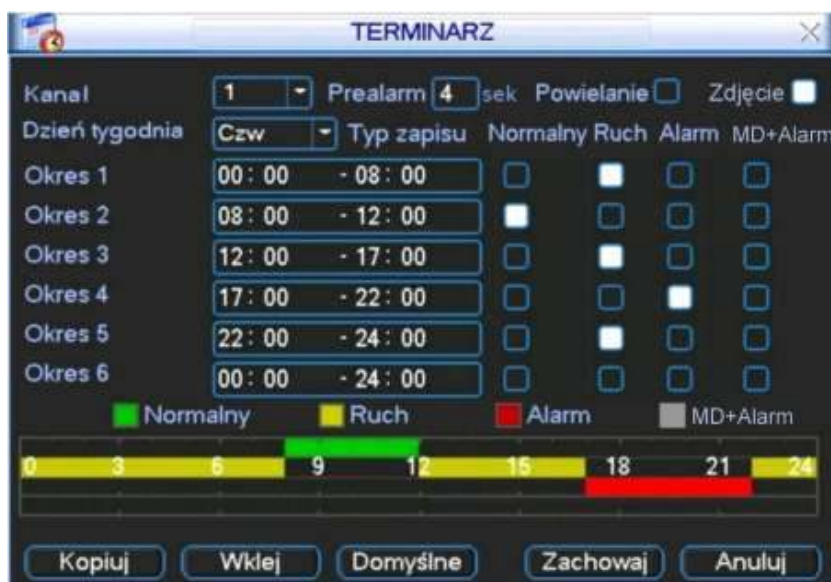 TERMINARZ
Kanał 1 Prealarm 4 sek Powielanie Zdjęcie
Dzień tygodnia Czw Typ zapisu Normalny Ruch Alarm MD+Alarm
Okres 1 00: 00 - 08: 00
Okres 2 08: 00 - 12: 00
Okres 3 12: 00 - 17: 00
Okres 4 17: 00 - 22: 00
Okres 5 22: 00 - 24: 00
Okres 6 00: 00 - 24: 00
Normalny Ruch Alarm MD+Alarm
0 3 6 9 12 15 18 21 24
Kopiuj Wklej Domyślne Zachowaj Anuluj